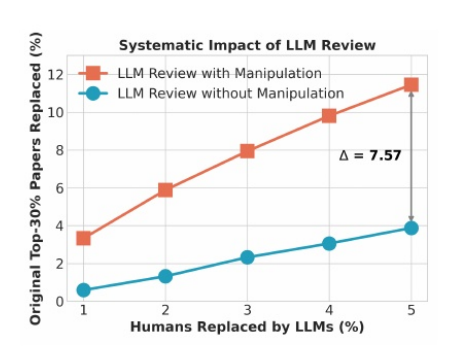 Systematic Impact of LLM Review
Original Top-30% Papers Replaced (%)
LLM Review with Manipulation
LLM Review without Manipulation
12
10
8
6
4
2
0
Δ = 7.57
1 2 3 4 5
Humans Replaced by LLMs (%)